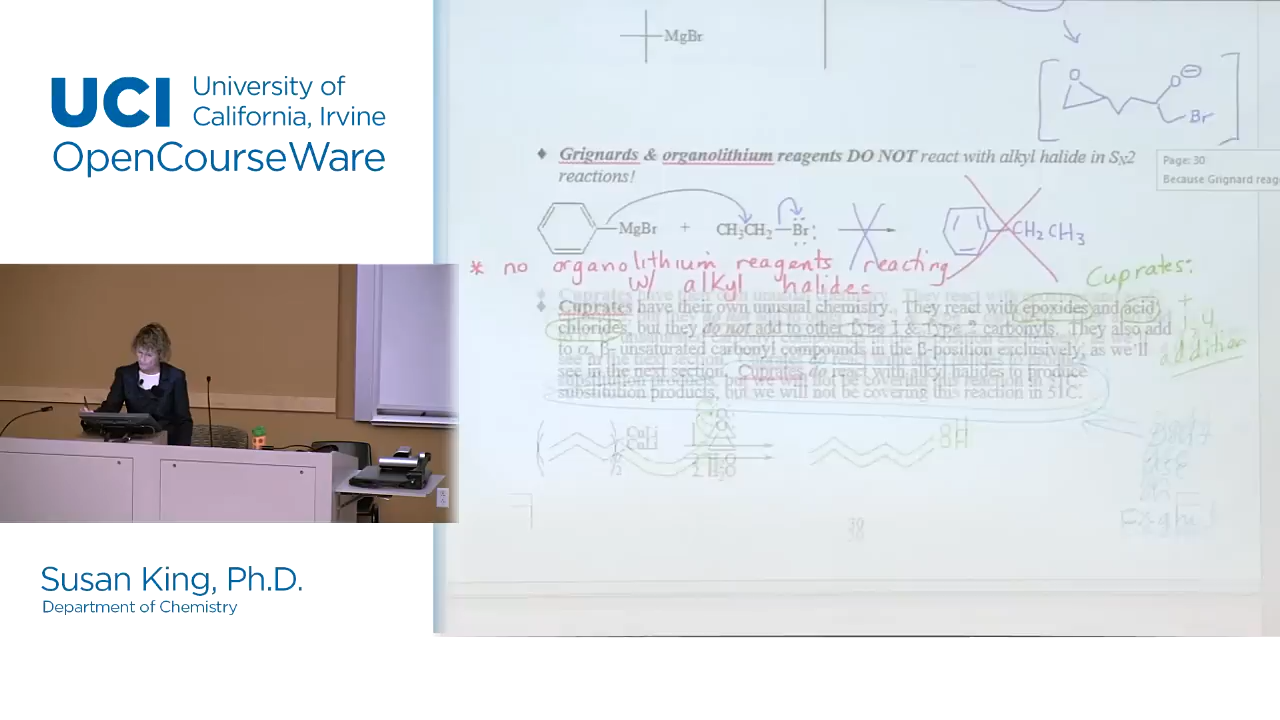 UCI University of
California, Irvine
OpenCourseWare
MgBr
O O⊖
Br
♦ Grignards & organolithium reagents DO NOT react with alkyl halide in SN2
reactions!
Page: 30
Because Grignard reag
MgBr + CH3CH2—Br: CH2CH3
* no organolithium reagents reacting
w/ alkyl halides
Cuprates:
♦ Cuprates have their own unusual chemistry. They react with epoxides and acid
chlorides, but they do not add to other Type 1 & Type 2 carbonyls. They also add
to α, β- unsaturated carbonyl compounds in the β-position exclusively, as we'll
see in the next section. Cuprates do react with alkyl halides to produce
substitution products, but we will not be covering this reaction in 51C.
addition
2 CuLi
Susan King, Ph.D.
Department of Chemistry